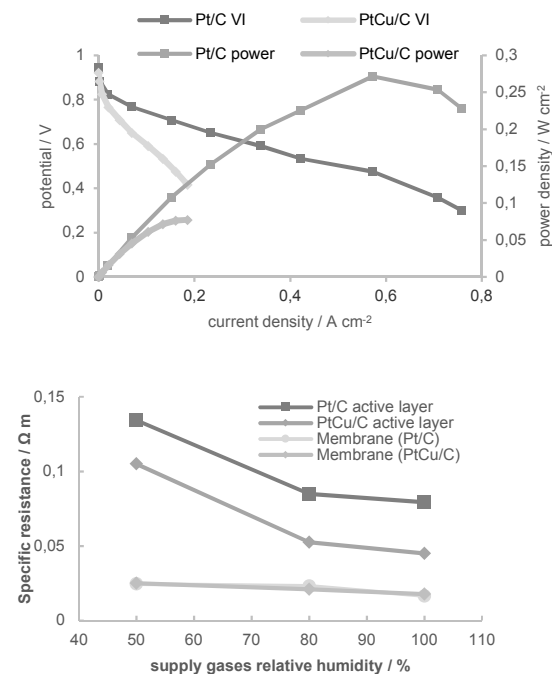 Pt/C VI
PtCu/C VI
Pt/C power
PtCu/C power
1
0,8
0,6
0,4
0,2
0
potential / V
0,3
0,25
0,2
0,15
0,1
0,05
0
power density / W cm-2
0
0,2
0,4
0,6
0,8
current density / A cm-2
Pt/C active layer
PtCu/C active layer
Membrane (Pt/C)
Membrane (PtCu/C)
0,15
0,1
0,05
0
Specific resistance / Ω m
40
50
60
70
80
90
100
110
supply gases relative humidity / %